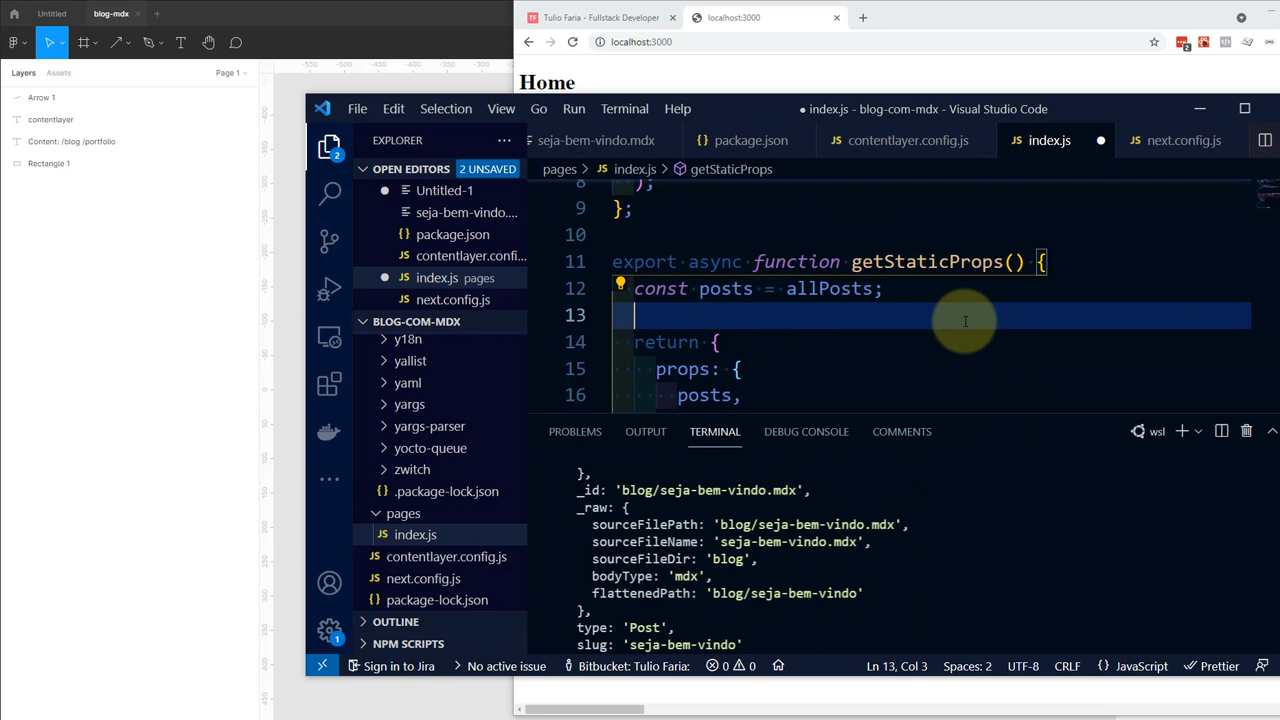 Untitled
blog-mdx
Layers
Assets
Page 1
Arrow 1
contentlayer
Content: /blog /portfolio
Rectangle 1
-550 -500 -450 -400 -350 -300
Tulio Faria - Fullstack Developer
localhost:3000
localhost:3000
Home
File Edit Selection View Go Run Terminal Help
● index.js - blog-com-mdx - Visual Studio Code
EXPLORER
seja-bem-vindo.mdx
package.json
contentlayer.config.js
index.js
next.config.js
OPEN EDITORS
2 UNSAVED
pages > index.js > getStaticProps
Untitled-1
seja-bem-vindo....
package.json
contentlayer.confi...
index.js pages
next.config.js
BLOG-COM-MDX
y18n
yallist
yaml
yargs
yargs-parser
yocto-queue
zwitch
.package-lock.json
pages
index.js
contentlayer.config.js
next.config.js
package-lock.json
OUTLINE
NPM SCRIPTS
8 );
9 };
10
11 export async function getStaticProps() {
12 const posts = allPosts;
13
14 return {
15 props: {
16 posts,
PROBLEMS OUTPUT TERMINAL DEBUG CONSOLE COMMENTS
wsl
},
_id: 'blog/seja-bem-vindo.mdx',
_raw: {
sourceFilePath: 'blog/seja-bem-vindo.mdx',
sourceFileName: 'seja-bem-vindo.mdx',
sourceFileDir: 'blog',
bodyType: 'mdx',
flattenedPath: 'blog/seja-bem-vindo'
},
type: 'Post',
slug: 'seja-bem-vindo'
Sign in to Jira
No active issue
Bitbucket: Tulio Faria:
0 0
Ln 13, Col 3
Spaces: 2
UTF-8
CRLF
JavaScript
Prettier